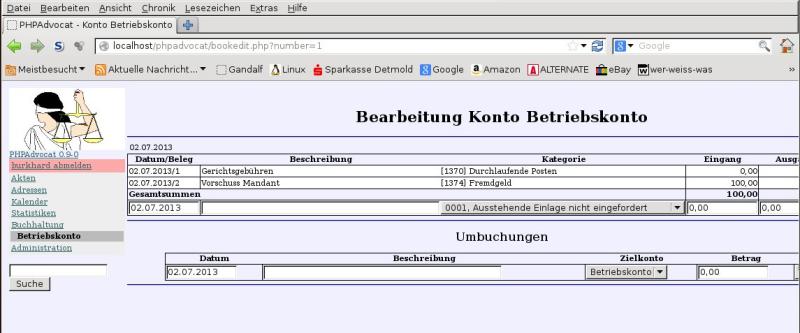 Datei Bearbeiten Ansicht Chronik Lesezeichen Extras Hilfe
PHPAdvocat - Konto Betriebskonto
localhost/phpadvocat/bookedit.php?number=1
Google
Meistbesucht Aktuelle Nachricht... Gandalf Linux Sparkasse Detmold Google Amazon ALTERNATE eBay wer-weiss-was
Bearbeitung Konto Betriebskonto
02.07.2013
PHPAdvocat 0.9-0
burkhard abmelden
Akten
Adressen
Kalender
Statistiken
Buchhaltung
Betriebskonto
Administration
Suche
Datum/Beleg Beschreibung Kategorie Eingang
02.07.2013/1 Gerichtsgebühren [1370] Durchlaufende Posten 0,00
02.07.2013/2 Vorschuss Mandant [1374] Fremdgeld 100,00
Gesamtsummen 100,00
02.07.2013 0001, Ausstehende Einlage nicht eingefordert 0,00 0,00
Umbuchungen
Datum Beschreibung Zielkonto Betrag
02.07.2013 Betriebskonto 0,00